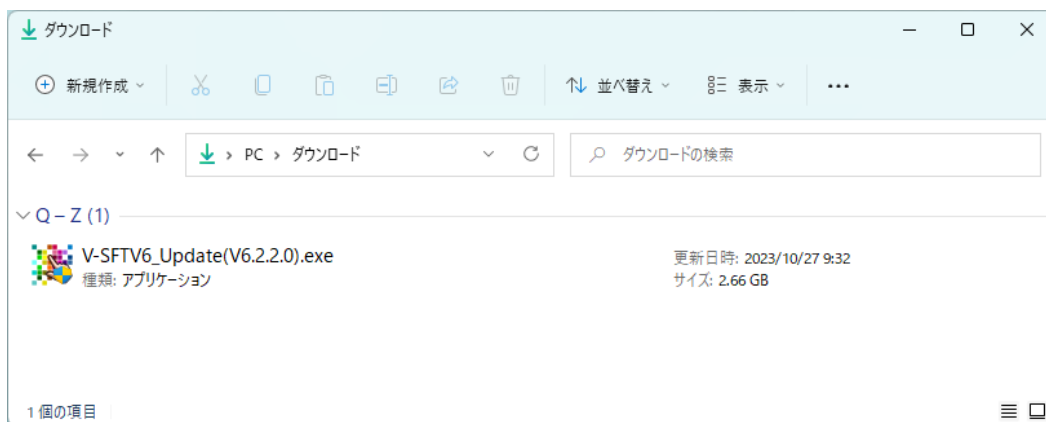 ダウンロード
新規作成
並べ替え
表示
PC > ダウンロード
ダウンロードの検索
Q – Z (1)
V-SFTV6_Update(V6.2.2.0).exe
更新日時: 2023/10/27 9:32
種類: アプリケーション
サイズ: 2.66 GB
1 個の項目